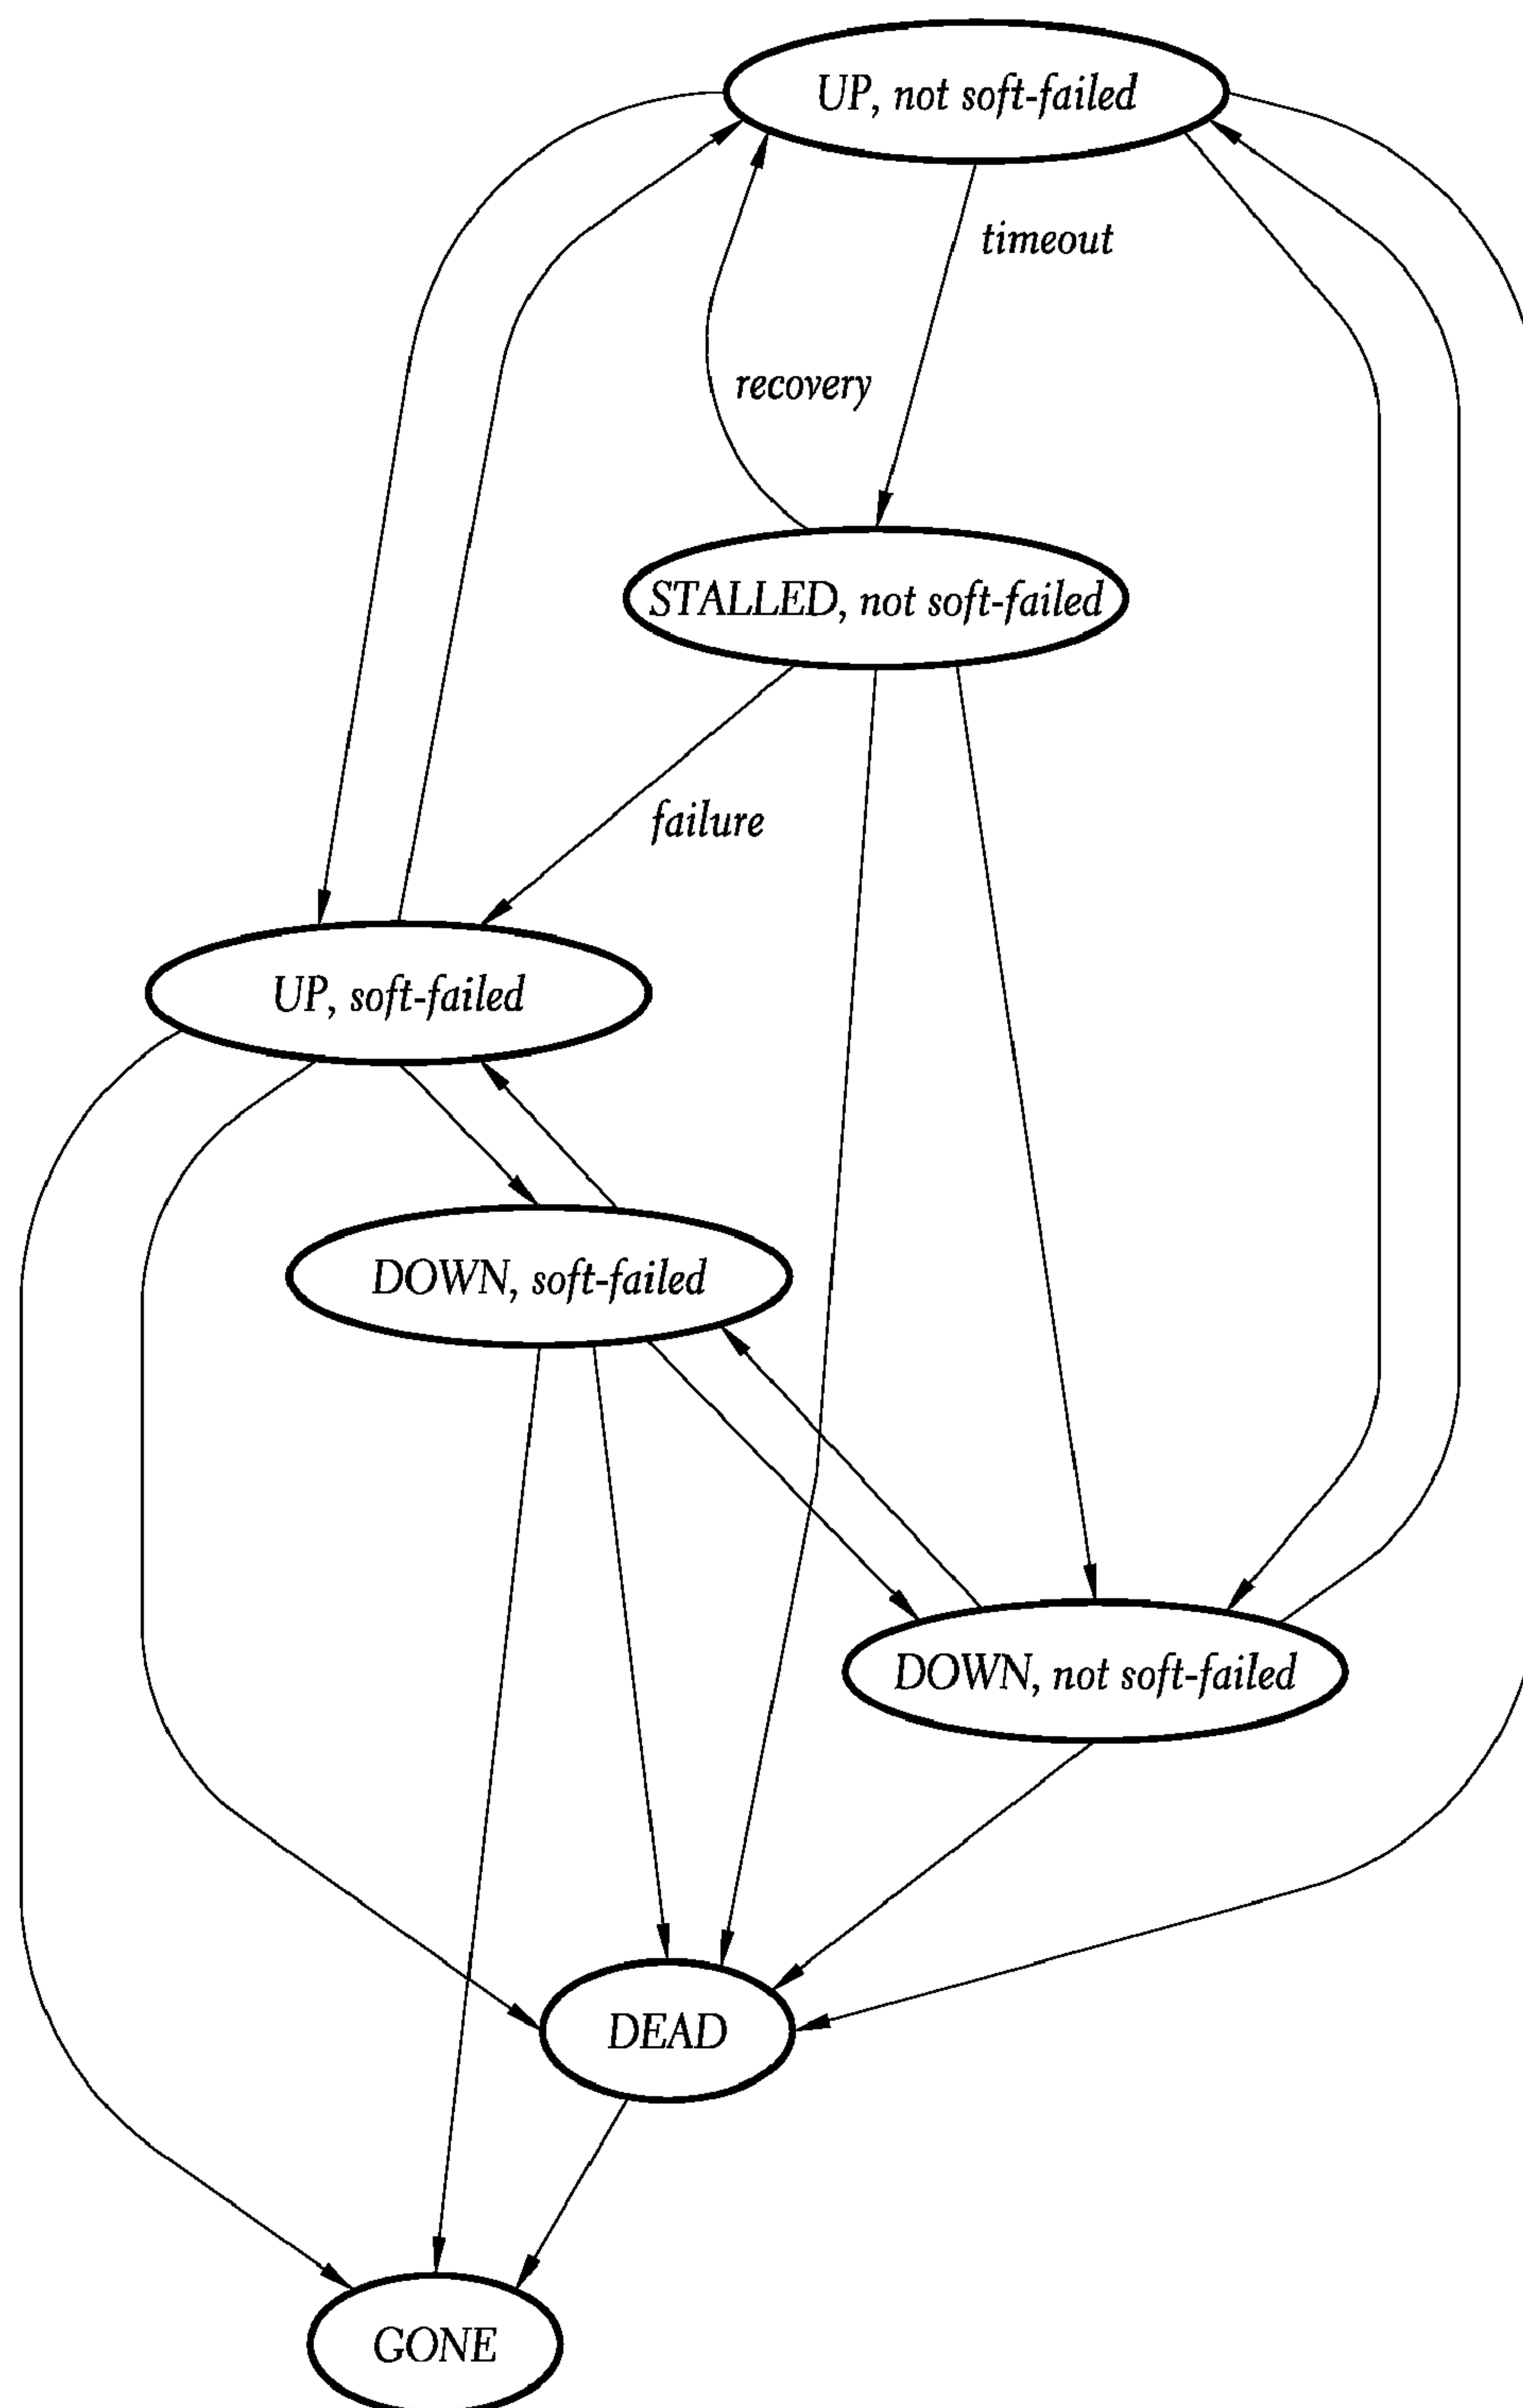 UP, not soft-failed
timeout
recovery
STALLED, not soft-failed
failure
UP, soft-failed
DOWN, soft-failed
DOWN, not soft-failed
DEAD
GONE